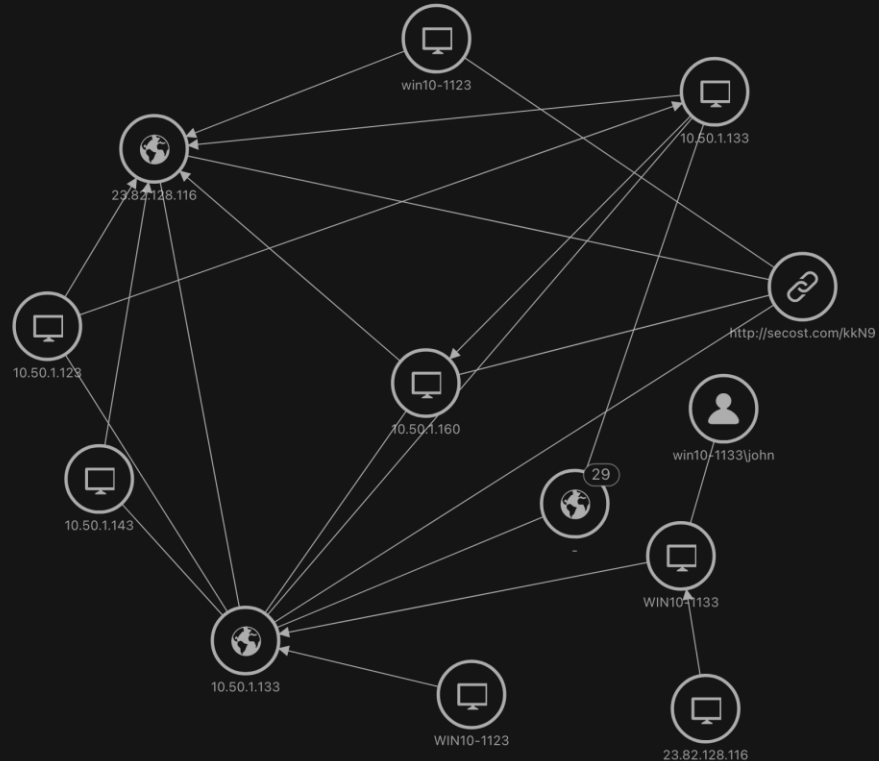 win10-1123
10.50.1.133
23.82.128.116
http://secost.com/kkN9
10.50.1.123
10.50.1.160
win10-1133\john
29
10.50.1.143
-
WIN10-1133
10.50.1.133
WIN10-1123
23.82.128.116